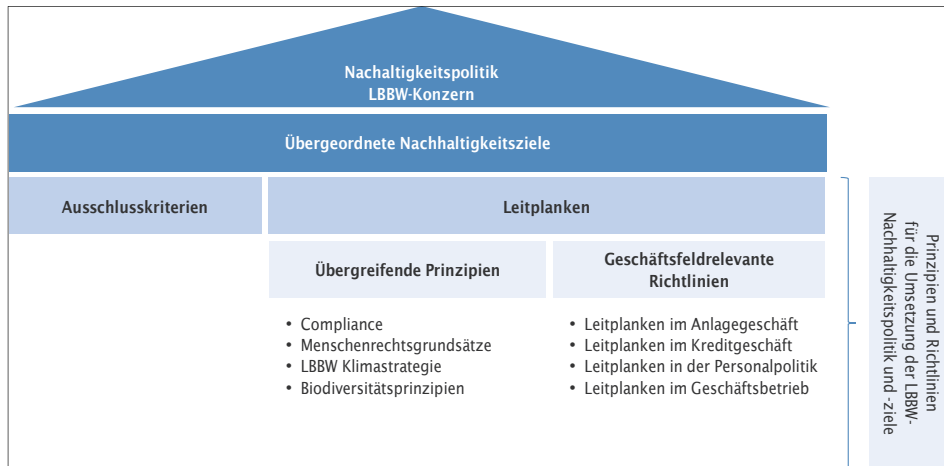 Nachaltigkeitspolitik
LBBW-Konzern
Übergeordnete Nachhaltigkeitsziele
Ausschlusskriterien
Leitplanken
Übergreifende Prinzipien
• Compliance
• Menschenrechtsgrundsätze
• LBBW Klimastrategie
• Biodiversitätsprinzipien
Geschäftsfeldrelevante
Richtlinien
• Leitplanken im Anlagegeschäft
• Leitplanken im Kreditgeschäft
• Leitplanken in der Personalpolitik
• Leitplanken im Geschäftsbetrieb
Prinzipien und Richtlinien
für die Umsetzung der LBBW-
Nachhaltigkeitspolitik und -ziele